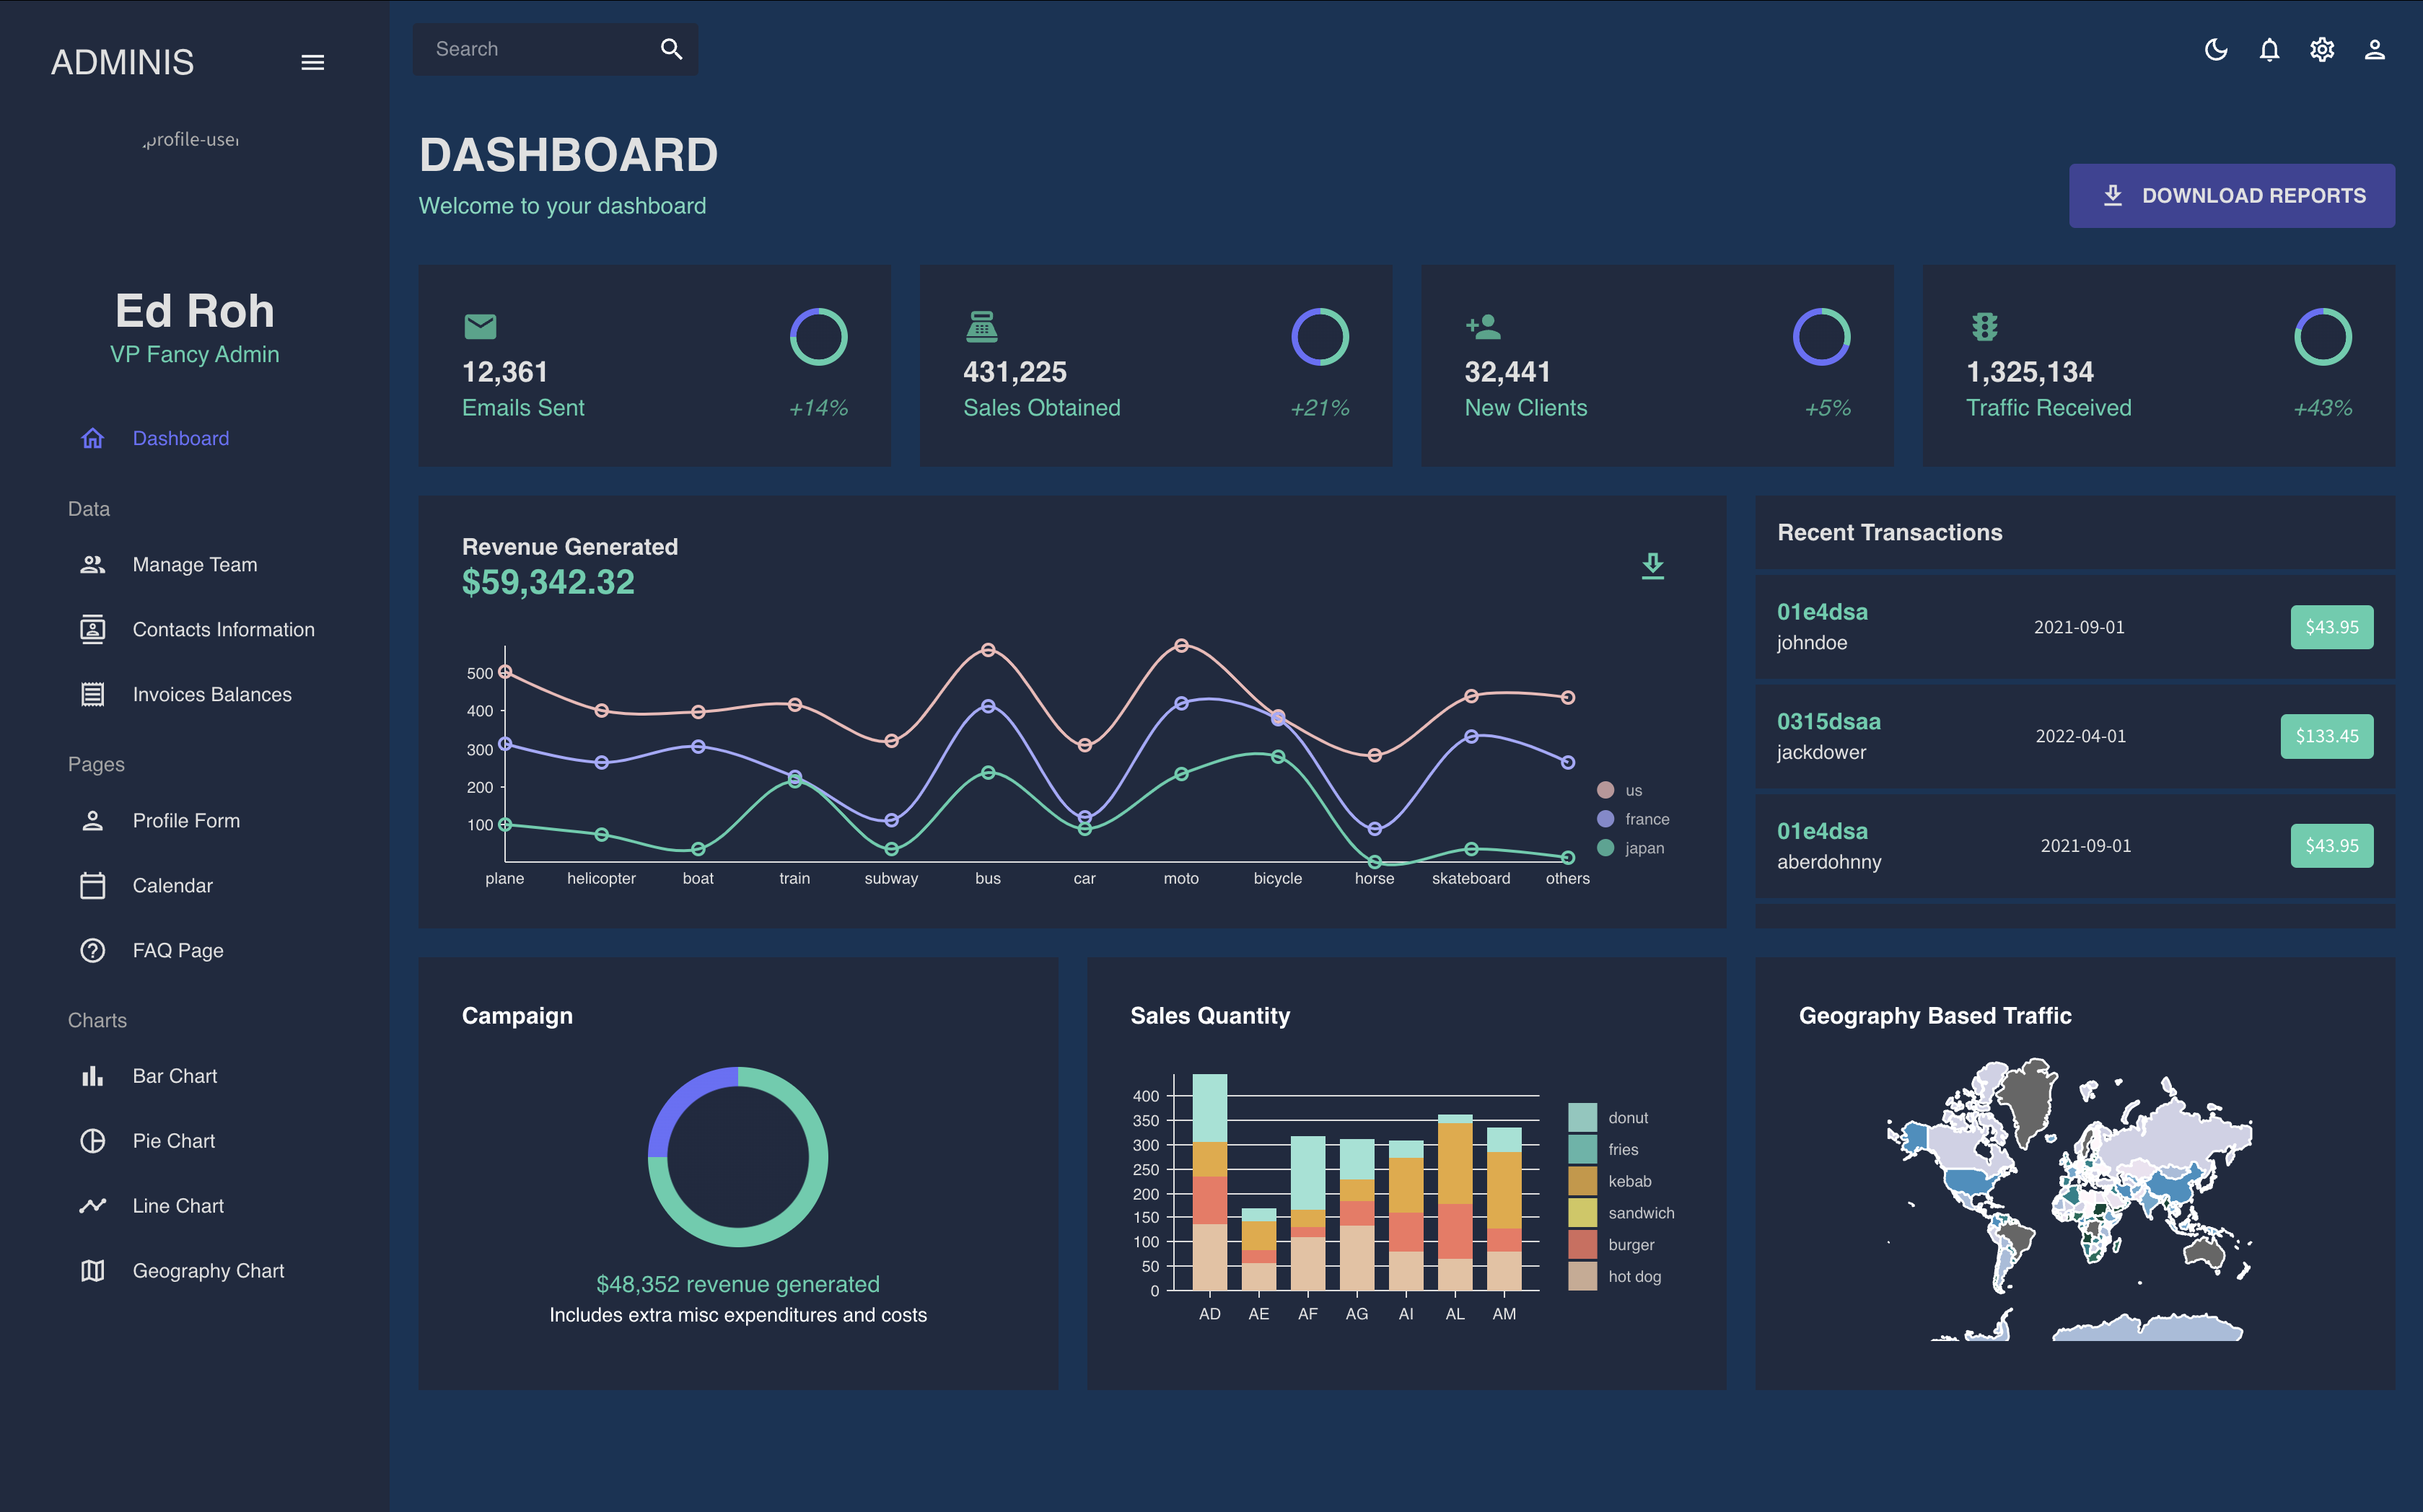 ADMINIS
profile-user
Ed Roh
VP Fancy Admin
Dashboard
Data
Manage Team
Contacts Information
Invoices Balances
Pages
Profile Form
Calendar
FAQ Page
Charts
Bar Chart
Pie Chart
Line Chart
Geography Chart
Search
DASHBOARD
Welcome to your dashboard
DOWNLOAD REPORTS
12,361
Emails Sent
+14%
431,225
Sales Obtained
+21%
32,441
New Clients
+5%
1,325,134
Traffic Received
+43%
Revenue Generated
$59,342.32
500
400
300
200
100
plane helicopter boat train subway bus car moto bicycle horse skateboard others
us
france
japan
Recent Transactions
01e4dsa
johndoe
2021-09-01
$43.95
0315dsaa
jackdower
2022-04-01
$133.45
01e4dsa
aberdohnny
2021-09-01
$43.95
Campaign
$48,352 revenue generated
Includes extra misc expenditures and costs
Sales Quantity
400
350
300
250
200
150
100
50
0
AD AE AF AG AI AL AM
donut
fries
kebab
sandwich
burger
hot dog
Geography Based Traffic